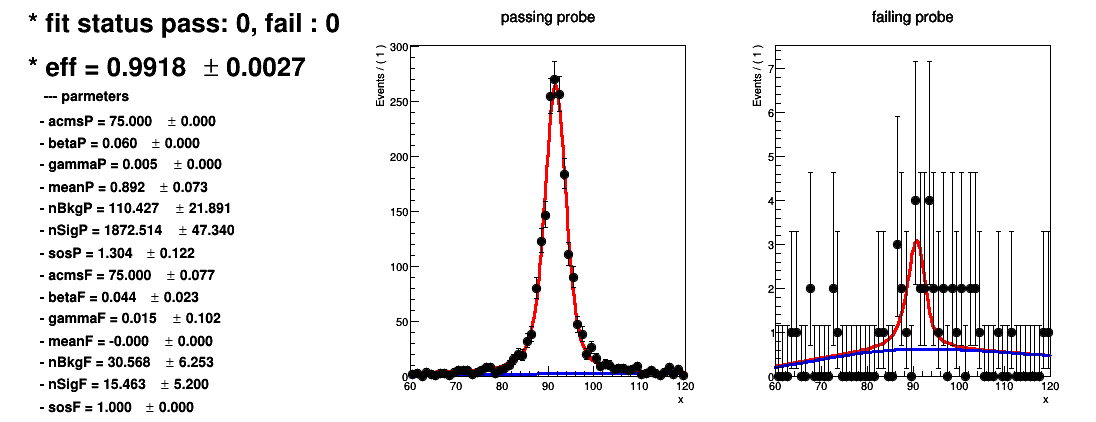 * fit status pass: 0, fail : 0
* eff = 0.9918 ± 0.0027
--- parmeters
- acmsP = 75.000 ± 0.000
- betaP = 0.060 ± 0.000
- gammaP = 0.005 ± 0.000
- meanP = 0.892 ± 0.073
- nBkgP = 110.427 ± 21.891
- nSigP = 1872.514 ± 47.340
- sosP = 1.304 ± 0.122
- acmsF = 75.000 ± 0.077
- betaF = 0.044 ± 0.023
- gammaF = 0.015 ± 0.102
- meanF = -0.000 ± 0.000
- nBkgF = 30.568 ± 6.253
- nSigF = 15.463 ± 5.200
- sosF = 1.000 ± 0.000
passing probe
Events / ( 1 )
300
250
200
150
100
50
0
60 70 80 90 100 110 120
x
failing probe
Events / ( 1 )
7
6
5
4
3
2
1
0
60 70 80 90 100 110 120
x